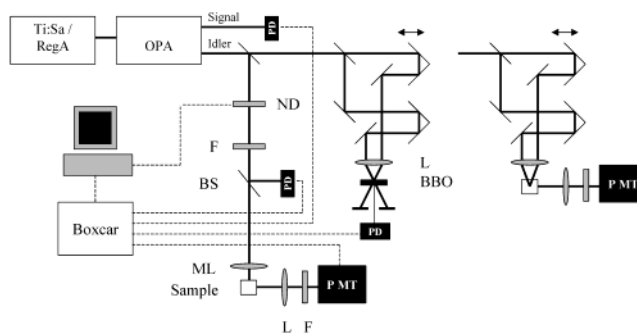 Ti:Sa /
RegA
OPA
Signal
Idler
PD
ND
F
BS
PD
Boxcar
ML
Sample
L F
P MT
L
BBO
PD
P MT